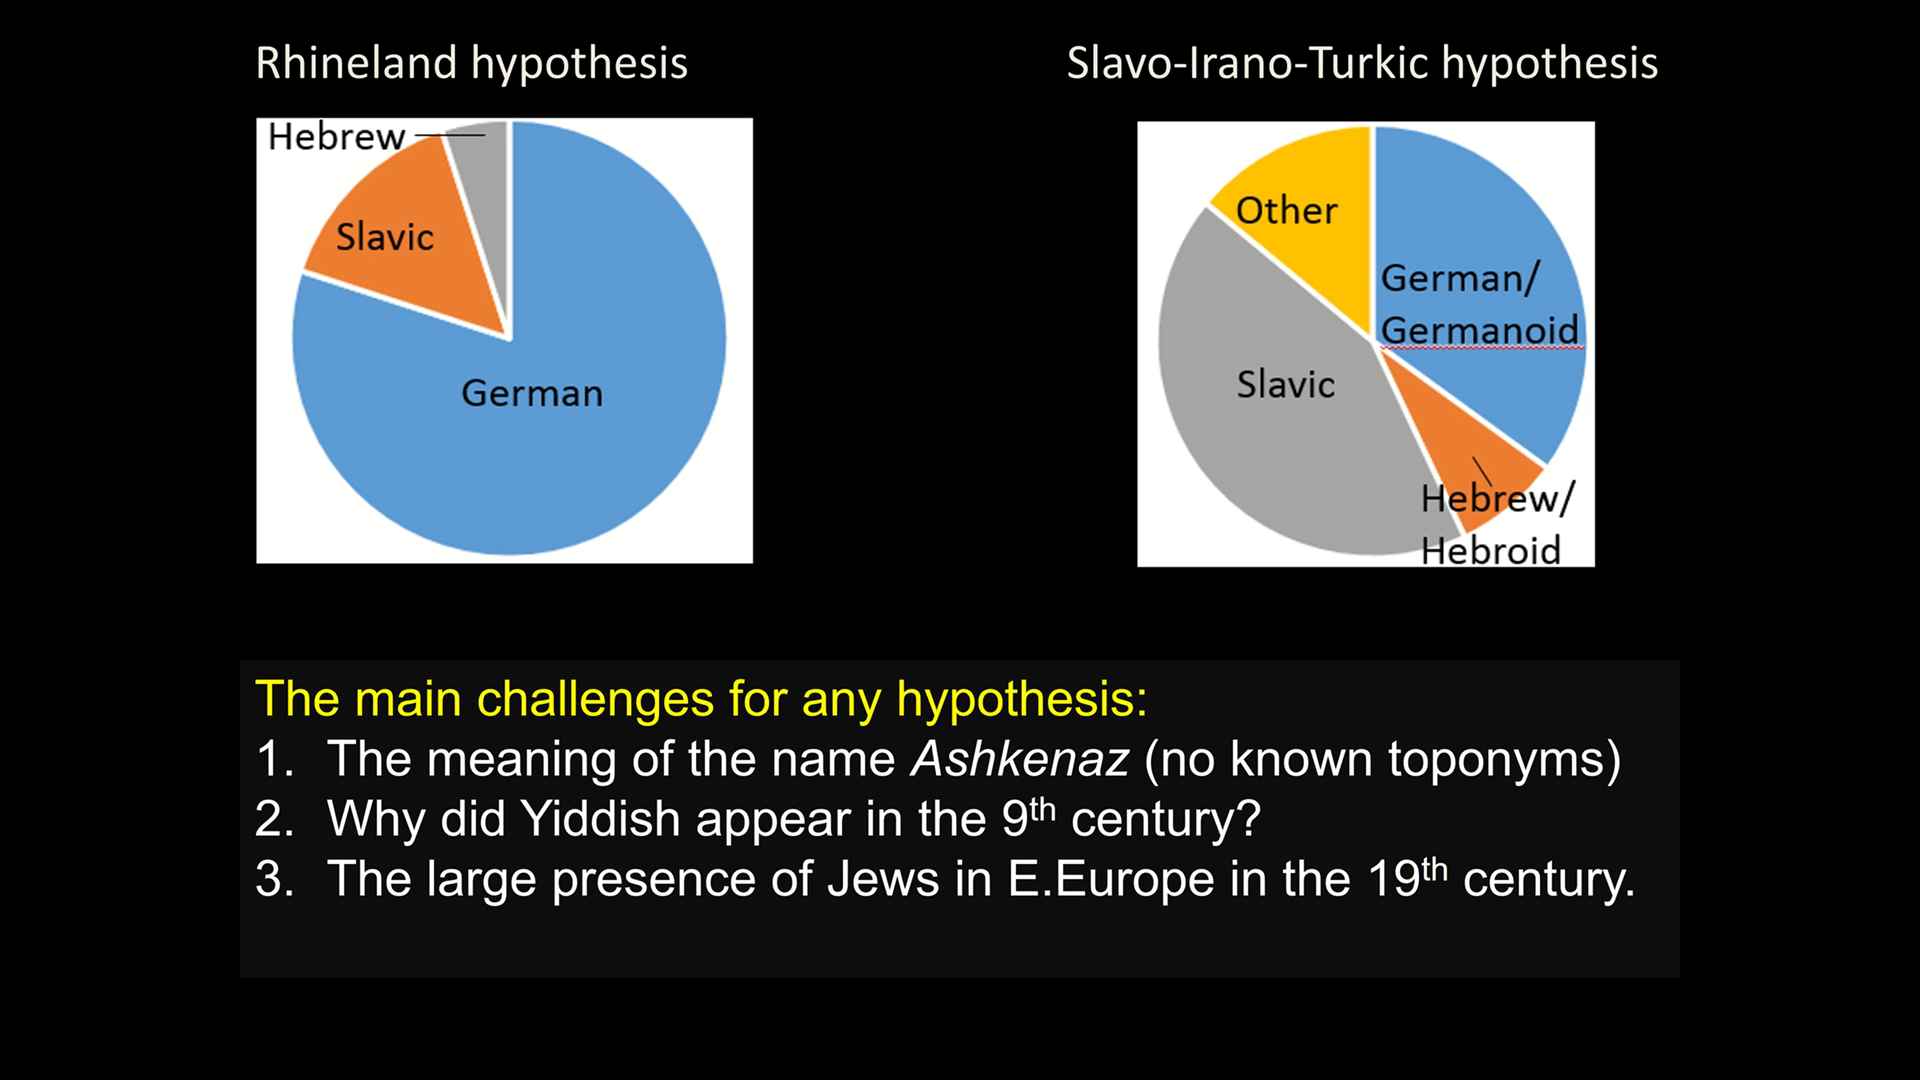 Rhineland hypothesis
Hebrew
Slavic
German
Slavo-Irano-Turkic hypothesis
Other
German/
Germanoid
Slavic
Hebrew/
Hebroid
The main challenges for any hypothesis:
1. The meaning of the name Ashkenaz (no known toponyms)
2. Why did Yiddish appear in the 9th century?
3. The large presence of Jews in E.Europe in the 19th century.